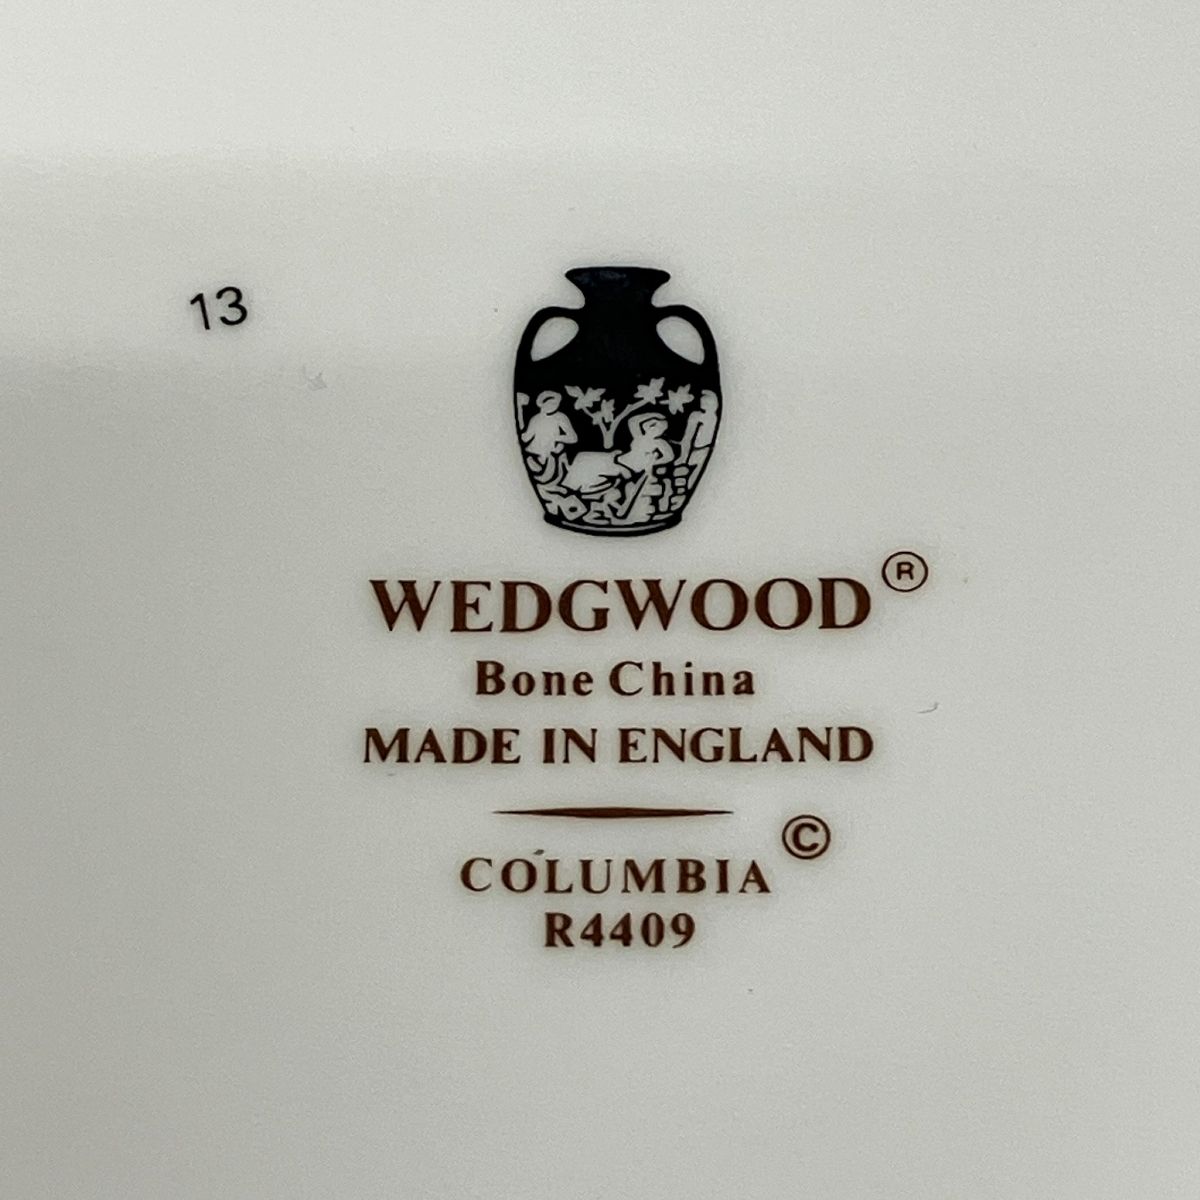 13
WEDGWOOD®
Bone China
MADE IN ENGLAND
COLUMBIA©
R4409